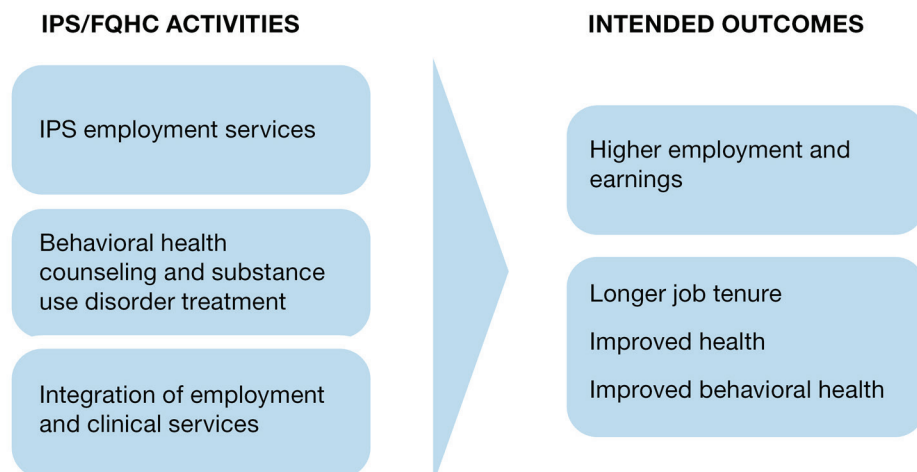 IPS/FQHC ACTIVITIES
IPS employment services
Behavioral health
counseling and substance
use disorder treatment
Integration of employment
and clinical services
INTENDED OUTCOMES
Higher employment and
earnings
Longer job tenure
Improved health
Improved behavioral health